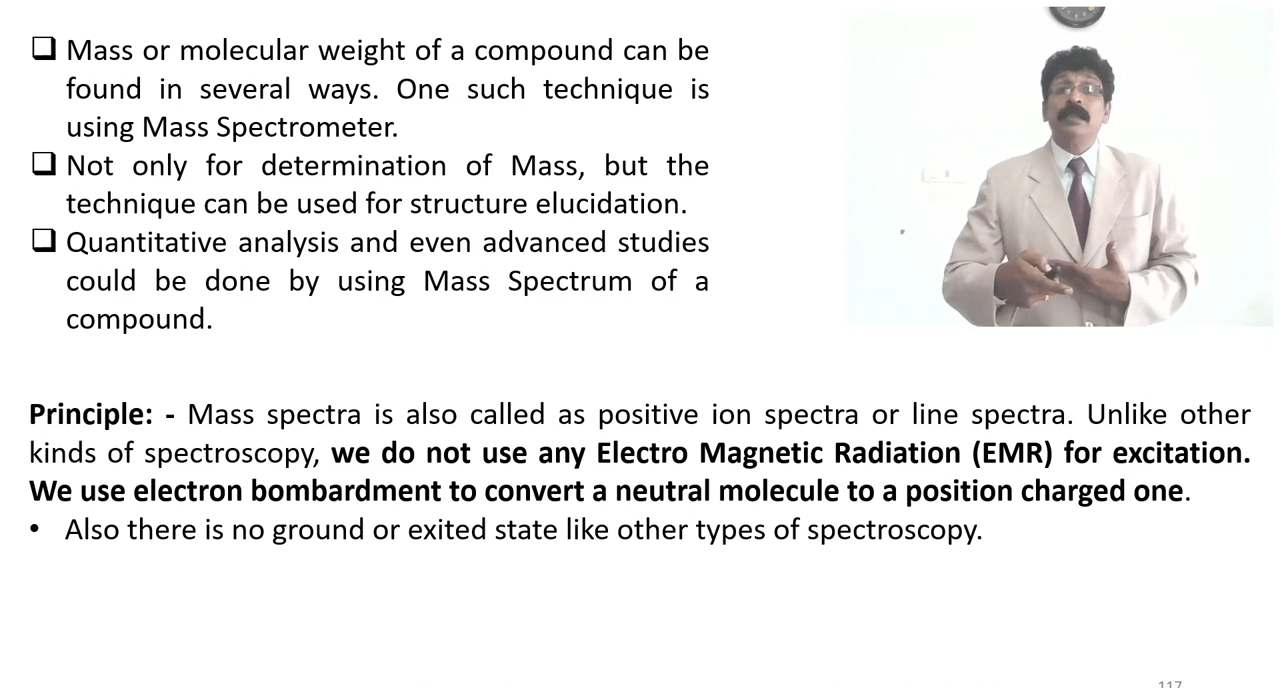 Mass or molecular weight of a compound can be
found in several ways. One such technique is
using Mass Spectrometer.
Not only for determination of Mass, but the
technique can be used for structure elucidation.
Quantitative analysis and even advanced studies
could be done by using Mass Spectrum of a
compound.
Principle: - Mass spectra is also called as positive ion spectra or line spectra. Unlike other
kinds of spectroscopy, we do not use any Electro Magnetic Radiation (EMR) for excitation.
We use electron bombardment to convert a neutral molecule to a position charged one.
• Also there is no ground or exited state like other types of spectroscopy.
117